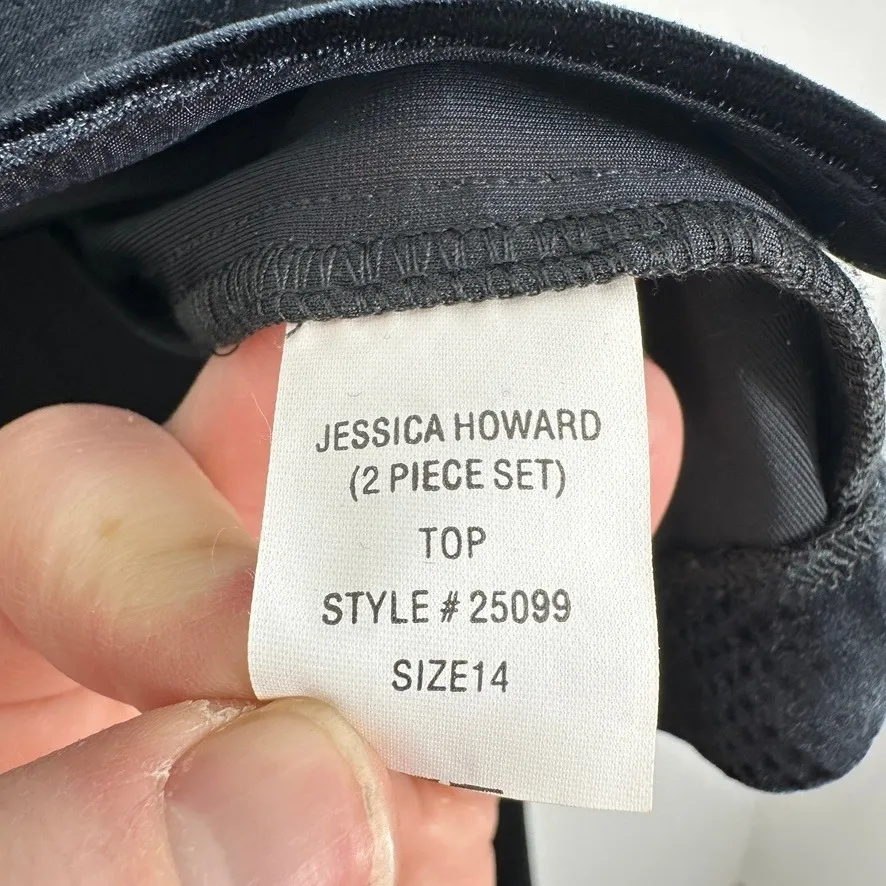 JESSICA HOWARD
(2 PIECE SET)
TOP
STYLE # 25099
SIZE14